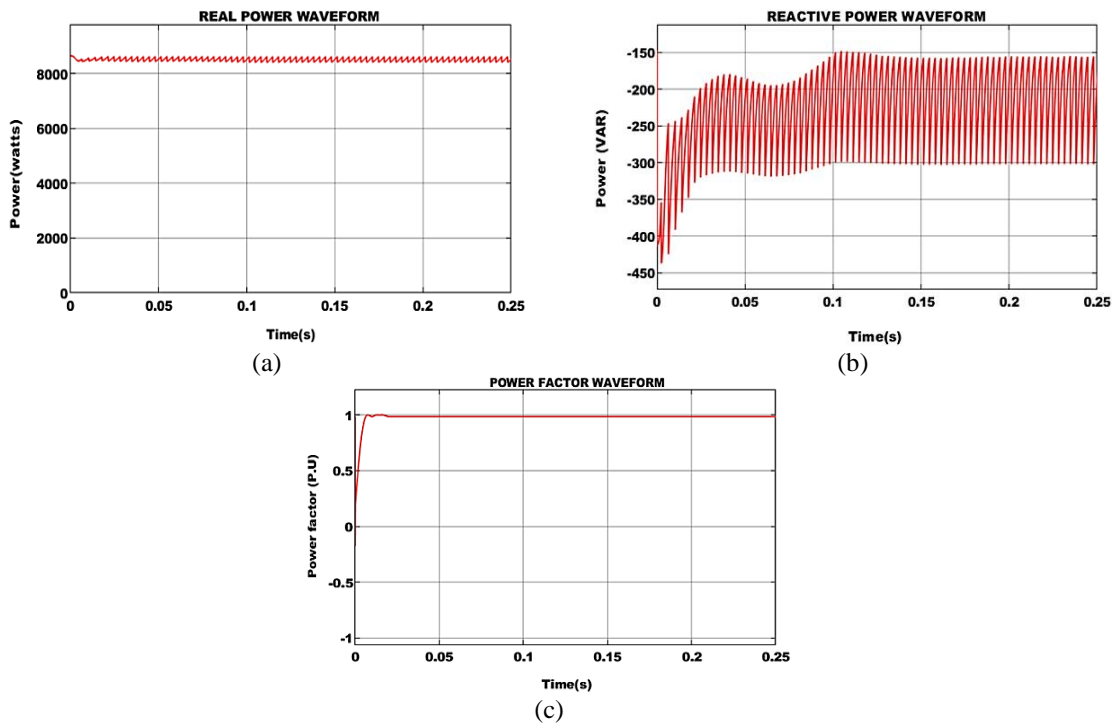 REAL POWER WAVEFORM
8000
6000
4000
2000
0
Power(watts)
0 0.05 0.1 0.15 0.2 0.25
Time(s)
(a)
REACTIVE POWER WAVEFORM
-150
-200
-250
-300
-350
-400
-450
Power (VAR)
0 0.05 0.1 0.15 0.2 0.25
Time(s)
(b)
POWER FACTOR WAVEFORM
1
0.5
0
-0.5
-1
Power factor (P.U)
0 0.05 0.1 0.15 0.2 0.25
Time(s)
(c)